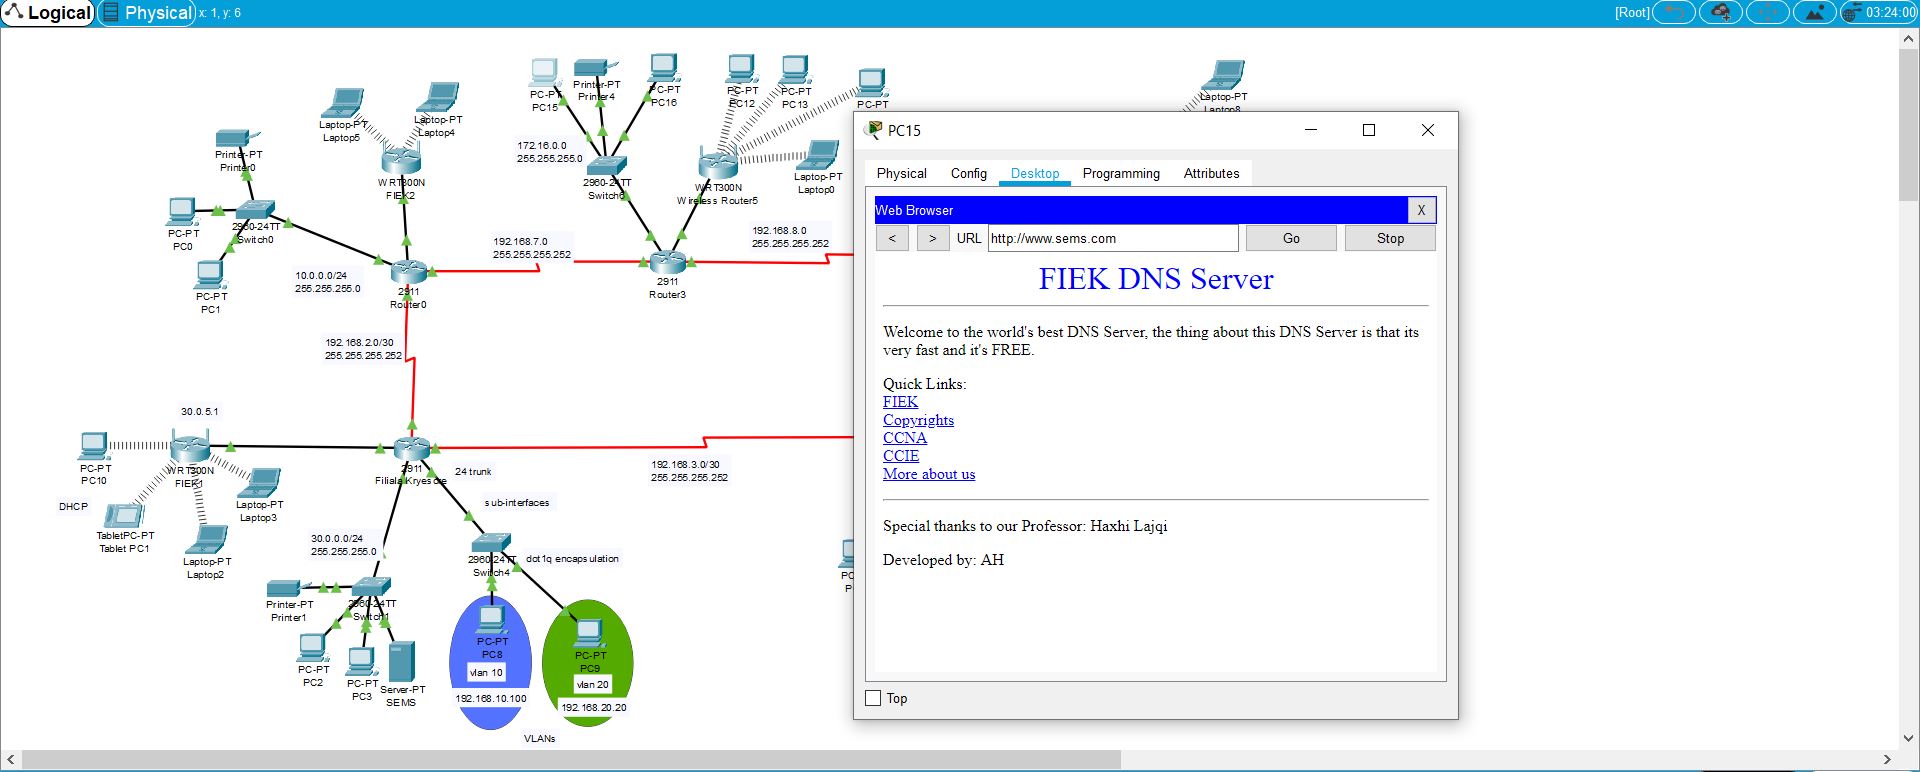 Logical
Physical
x: 1, y: 6
[Root]
03:24:00
Printer-PT
Printer0
PC-PT
PC0
PC-PT
PC1
2960-24TT
Switch0
Laptop-PT
Laptop5
Laptop-PT
Laptop4
WRT300N
FIEK2
10.0.0.0/24
255.255.255.0
2911
Router0
PC-PT
PC15
Printer-PT
Printer4
PC-PT
PC16
172.16.0.0
255.255.255.0
2960-24TT
PC-PT
PC12
PC-PT
PC13
PC-PT
Laptop-PT
Laptop0
WRT300N
Wireless Router5
192.168.7.0
255.255.255.252
2911
Router3
192.168.8.0
255.255.255.252
Laptop-PT
Laptop8
192.168.2.0/30
255.255.255.252
30.0.5.1
PC-PT
PC10
WRT300N
FIEK1
DHCP
TabletPC-PT
Tablet PC1
Laptop-PT
Laptop3
Laptop-PT
Laptop2
2911
Filiala Kryesore
24 trunk
192.168.3.0/30
255.255.255.252
sub-interfaces
30.0.0.0/24
255.255.255.0
2960-24TT
Switch4
dot1q encapsulation
Printer-PT
Printer1
2960-24TT
Switch1
PC-PT
PC2
PC-PT
PC3
Server-PT
SEMS
PC-PT
PC8
vlan 10
192.168.10.100
PC-PT
PC9
vlan 20
192.168.20.20
VLANs
PC
P
PC15
Physical
Config
Desktop
Programming
Attributes
Web Browser
X
<
>
URL
http://www.sems.com
Go
Stop
FIEK DNS Server
Welcome to the world's best DNS Server, the thing about this DNS Server is that its
very fast and it's FREE.
Quick Links:
FIEK
Copyrights
CCNA
CCIE
More about us
Special thanks to our Professor: Haxhi Lajqi
Developed by: AH
Top